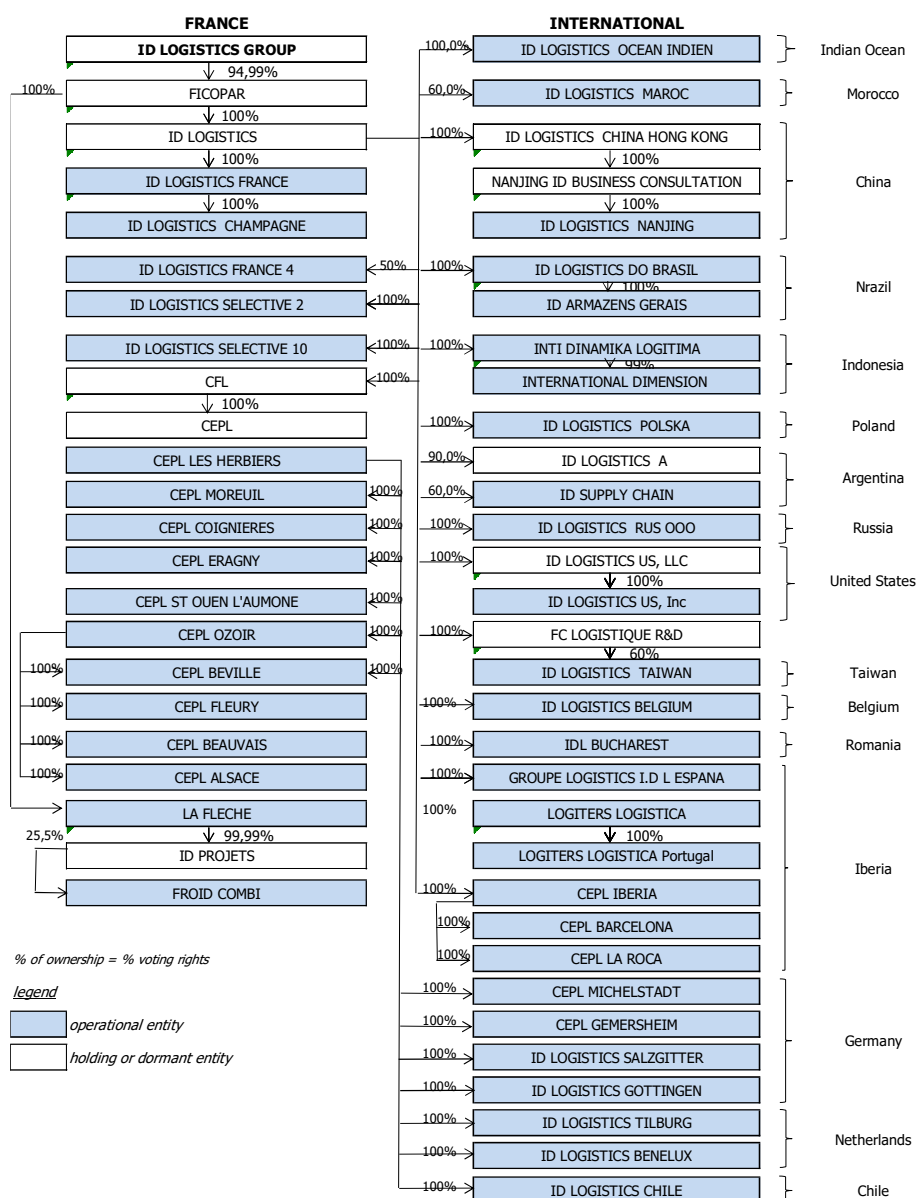 FRANCE
INTERNATIONAL
ID LOGISTICS GROUP
94,99%
100%
FICOPAR
100%
ID LOGISTICS
100%
ID LOGISTICS FRANCE
100%
ID LOGISTICS CHAMPAGNE
ID LOGISTICS FRANCE 4
50%
ID LOGISTICS SELECTIVE 2
100%
ID LOGISTICS SELECTIVE 10
100%
CFL
100%
100%
CEPL
CEPL LES HERBIERS
CEPL MOREUIL
100%
CEPL COIGNIERES
100%
CEPL ERAGNY
100%
CEPL ST OUEN L'AUMONE
100%
CEPL OZOIR
100%
100%
CEPL BEVILLE
100%
100%
CEPL FLEURY
100%
CEPL BEAUVAIS
100%
CEPL ALSACE
LA FLECHE
25,5%
99,99%
ID PROJETS
FROID COMBI
% of ownership = % voting rights
legend
operational entity
holding or dormant entity
100,0%
ID LOGISTICS OCEAN INDIEN
Indian Ocean
60,0%
ID LOGISTICS MAROC
Morocco
100%
ID LOGISTICS CHINA HONG KONG
100%
NANJING ID BUSINESS CONSULTATION
China
100%
ID LOGISTICS NANJING
100%
ID LOGISTICS DO BRASIL
100%
Nrazil
ID ARMAZENS GERAIS
100%
INTI DINAMIKA LOGITIMA
99%
Indonesia
INTERNATIONAL DIMENSION
100%
ID LOGISTICS POLSKA
Poland
90,0%
ID LOGISTICS A
Argentina
60,0%
ID SUPPLY CHAIN
100%
ID LOGISTICS RUS OOO
Russia
100%
ID LOGISTICS US, LLC
100%
United States
ID LOGISTICS US, Inc
100%
FC LOGISTIQUE R&D
60%
ID LOGISTICS TAIWAN
Taiwan
100%
ID LOGISTICS BELGIUM
Belgium
100%
IDL BUCHAREST
Romania
100%
GROUPE LOGISTICS I.D L ESPANA
100%
LOGITERS LOGISTICA
100%
LOGITERS LOGISTICA Portugal
Iberia
100%
CEPL IBERIA
100%
CEPL BARCELONA
100%
CEPL LA ROCA
100%
CEPL MICHELSTADT
100%
CEPL GEMERSHEIM
Germany
100%
ID LOGISTICS SALZGITTER
100%
ID LOGISTICS GOTTINGEN
100%
ID LOGISTICS TILBURG
Netherlands
100%
ID LOGISTICS BENELUX
100%
ID LOGISTICS CHILE
Chile